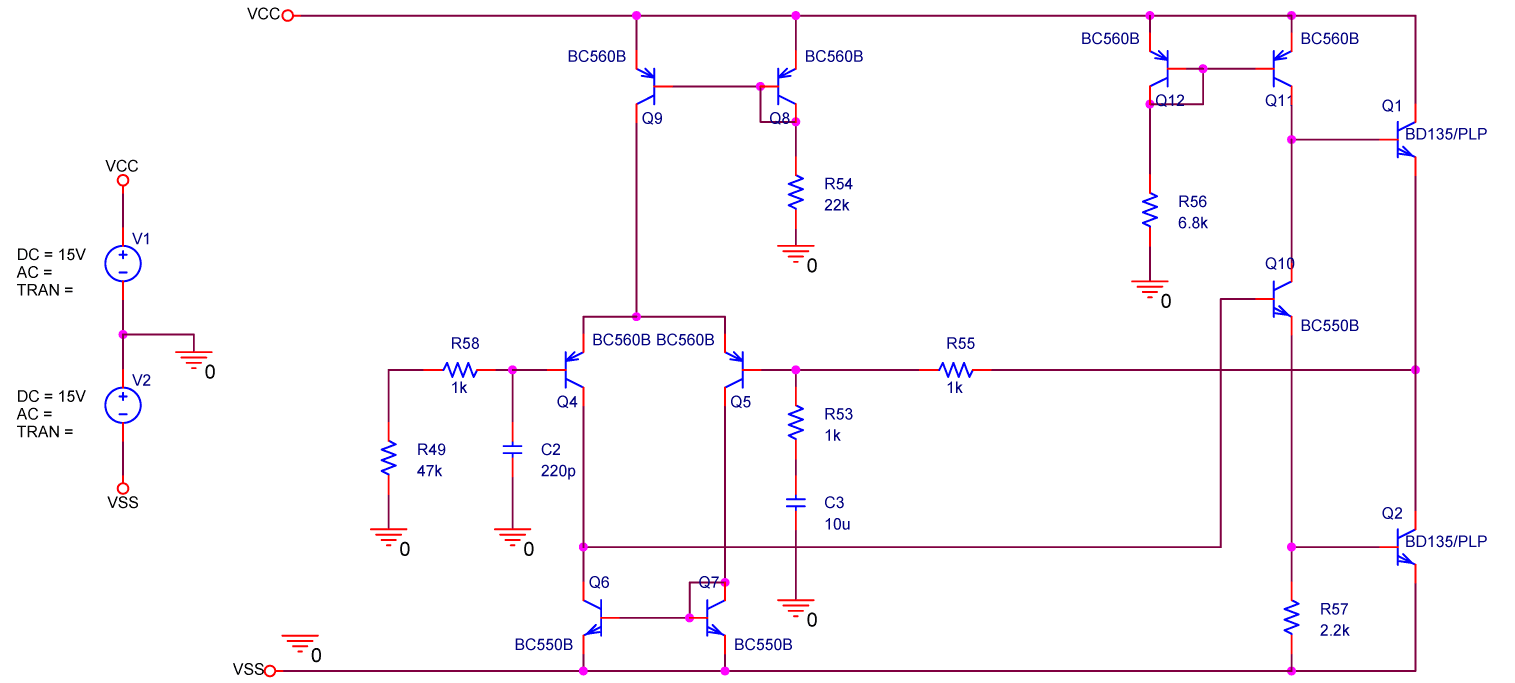 VCC
BC560B
BC560B
BC560B
BC560B
Q9
Q8
Q12
Q11
Q1
BD135/PLP
VCC
V1
DC = 15V
AC =
TRAN =
R54
22k
0
R56
6.8k
0
0
Q10
BC550B
V2
DC = 15V
AC =
TRAN =
VSS
R58
1k
BC560B
BC560B
Q4
Q5
R55
1k
R49
47k
0
C2
220p
0
R53
1k
C3
10u
0
Q2
BD135/PLP
Q6
Q7
BC550B
BC550B
R57
2.2k
0
VSS